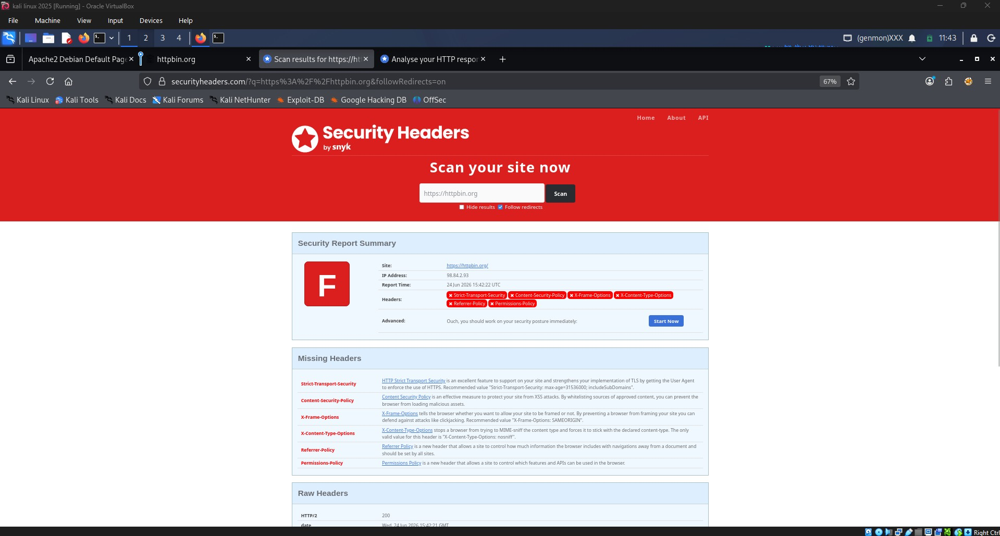 kali linux 2025 [Running] - Oracle VirtualBox
File Machine View Input Devices Help
1 2 3 4 (genmon)XXX 11:43
Apache2 Debian Default Page httpbin.org Scan results for https://htt Analyse your HTTP respor
securityheaders.com/?q=https%3A%2F%2Fhttpbin.org&followRedirects=on 67%
Kali Linux Kali Tools Kali Docs Kali Forums Kali NetHunter Exploit-DB Google Hacking DB OffSec
Home About API
Security Headers
by snyk
Scan your site now
https://httpbin.org Scan
Hide results Follow redirects
Security Report Summary
F
Site: https://httpbin.org/
IP Address: 98.84.2.93
Report Time: 24 Jun 2026 15:42:22 UTC
Headers: Strict-Transport-Security Content-Security-Policy X-Frame-Options X-Content-Type-Options
Referrer-Policy Permissions-Policy
Advanced: Ouch, you should work on your security posture immediately: Start Now
Missing Headers
Strict-Transport-Security HTTP Strict Transport Security is an excellent feature to support on your site and strengthens your implementation of TLS by getting the User Agent
to enforce the use of HTTPS. Recommended value "Strict-Transport-Security: max-age=31536000; includeSubDomains".
Content-Security-Policy Content Security Policy is an effective measure to protect your site from XSS attacks. By whitelisting sources of approved content, you can prevent the
browser from loading malicious assets.
X-Frame-Options X-Frame-Options tells the browser whether you want to allow your site to be framed or not. By preventing a browser from framing your site you can
defend against attacks like clickjacking. Recommended value "X-Frame-Options: SAMEORIGIN".
X-Content-Type-Options X-Content-Type-Options stops a browser from trying to MIME-sniff the content type and forces it to stick with the declared content-type. The only
valid value for this header is "X-Content-Type-Options: nosniff".
Referrer-Policy Referrer Policy is a new header that allows a site to control how much information the browser includes with navigations away from a document and
should be set by all sites.
Permissions-Policy Permissions Policy is a new header that allows a site to control which features and APIs can be used in the browser.
Raw Headers
HTTP/2 200
date Wed, 24 Jun 2026 15:42:21 GMT
Right Ctrl